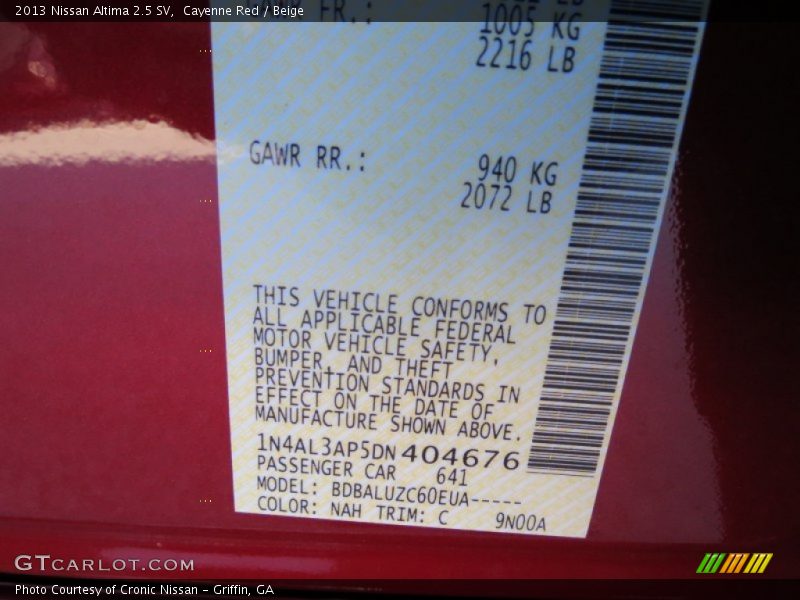 2013 Nissan Altima 2.5 SV, Cayenne Red / Beige
FR.:
1005 KG
2216 LB
GAWR RR.: 940 KG
2072 LB
THIS VEHICLE CONFORMS TO
ALL APPLICABLE FEDERAL
MOTOR VEHICLE SAFETY,
BUMPER, AND THEFT
PREVENTION STANDARDS IN
EFFECT ON THE DATE OF
MANUFACTURE SHOWN ABOVE.
1N4AL3AP5DN404676
PASSENGER CAR 641
MODEL: BDBALUZC60EUA-----
COLOR: NAH TRIM: C 9N00A
GTCARLOT.COM
Photo Courtesy of Cronic Nissan – Griffin, GA